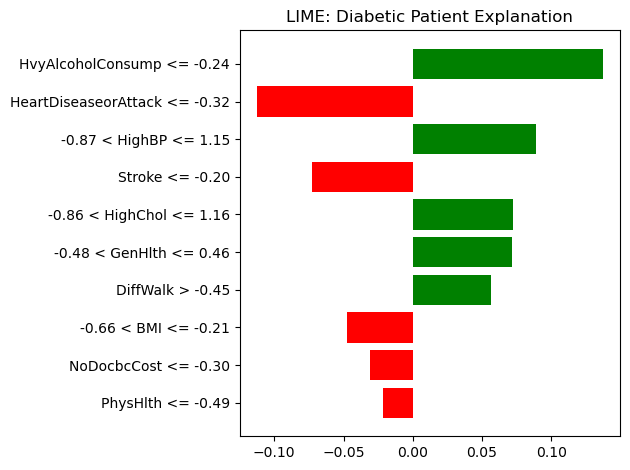 LIME: Diabetic Patient Explanation
HvyAlcoholConsump <= -0.24
HeartDiseaseorAttack <= -0.32
-0.87 < HighBP <= 1.15
Stroke <= -0.20
-0.86 < HighChol <= 1.16
-0.48 < GenHlth <= 0.46
DiffWalk > -0.45
-0.66 < BMI <= -0.21
NoDocbcCost <= -0.30
PhysHlth <= -0.49
−0.10 −0.05 0.00 0.05 0.10